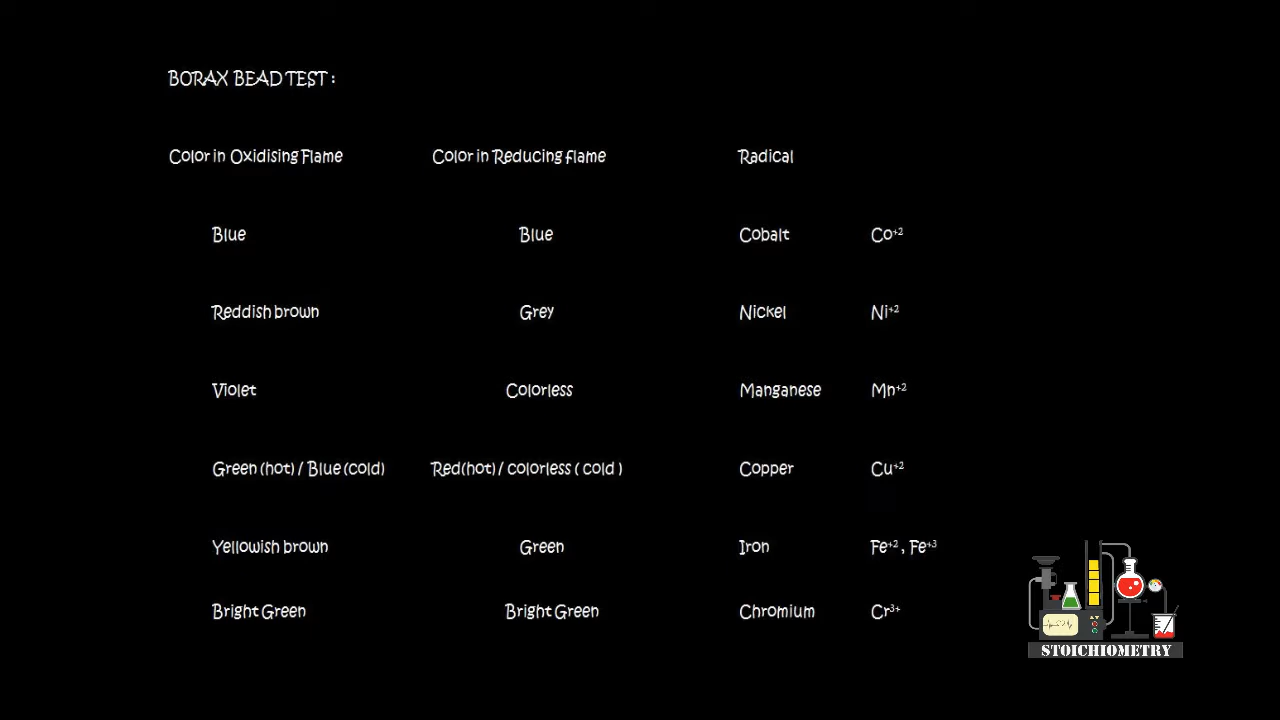 BORAX BEAD TEST :
Color in Oxidising Flame Color in Reducing flame Radical
Blue Blue Cobalt Co+2
Reddish brown Grey Nickel Ni+2
Violet Colorless Manganese Mn+2
Green (hot) / Blue (cold) Red(hot) / colorless ( cold ) Copper Cu+2
Yellowish brown Green Iron Fe+2 , Fe+3
Bright Green Bright Green Chromium Cr3+
STOICHIOMETRY